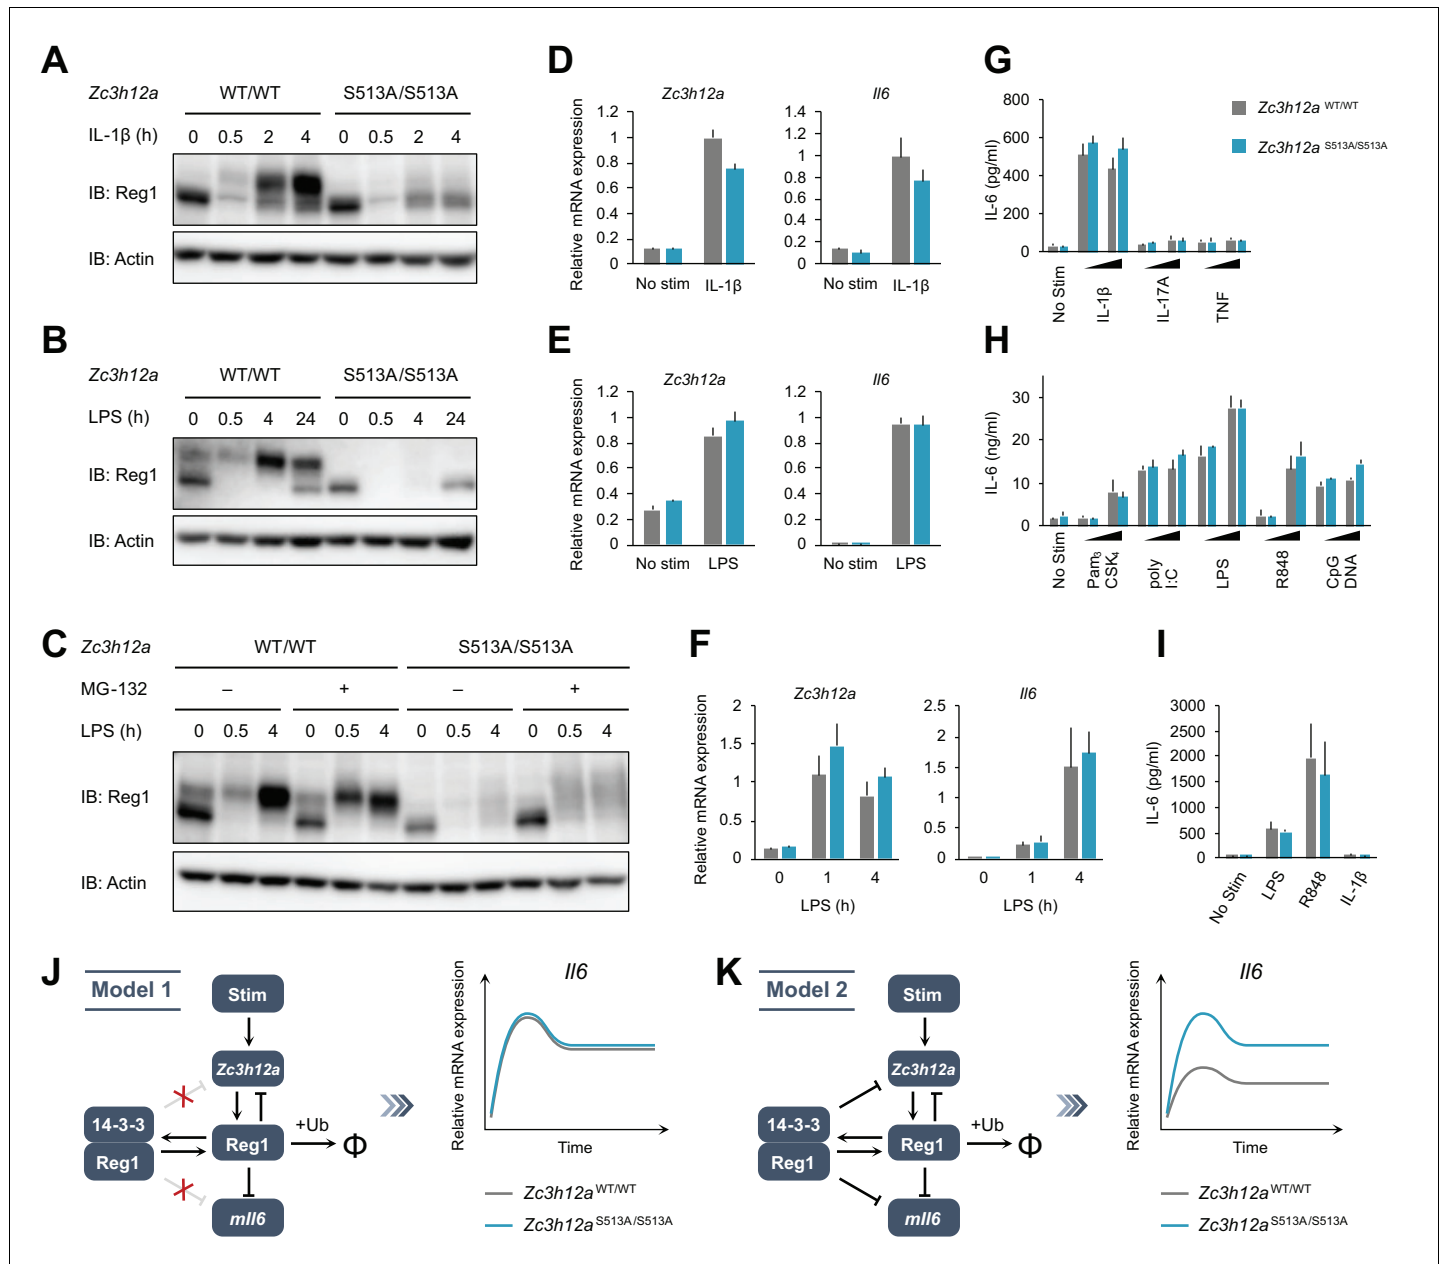 A
Zc3h12a WT/WT S513A/S513A
IL-1β (h) 0 0.5 2 4 0 0.5 2 4
IB: Reg1
IB: Actin
B
Zc3h12a WT/WT S513A/S513A
LPS (h) 0 0.5 4 24 0 0.5 4 24
IB: Reg1
IB: Actin
C
Zc3h12a WT/WT S513A/S513A
MG-132 – + – +
LPS (h) 0 0.5 4 0 0.5 4 0 0.5 4 0 0.5 4
IB: Reg1
IB: Actin
D
Zc3h12a
Relative mRNA expression
1.2
1
0.8
0.6
0.4
0.2
0
No stim IL-1β
Il6
1.4
1.2
1
0.8
0.6
0.4
0.2
0
No stim IL-1β
E
Zc3h12a
Relative mRNA expression
1.2
1
0.8
0.6
0.4
0.2
0
No stim LPS
Il6
1.2
1
0.8
0.6
0.4
0.2
0
No stim LPS
F
Zc3h12a
Relative mRNA expression
2
1.5
1
0.5
0
0 1 4
LPS (h)
Il6
2.5
2
1.5
1
0.5
0
0 1 4
LPS (h)
G
IL-6 (pg/ml)
800
600
400
200
0
No Stim
IL-1β
IL-17A
TNF
Zc3h12a WT/WT
Zc3h12a S513A/S513A
H
IL-6 (ng/ml)
30
20
10
0
No Stim
Pam₃
CSK₄
poly
I:C
LPS
R848
CpG
DNA
I
IL-6 (pg/ml)
3000
2500
2000
1500
1000
500
0
No Stim
LPS
R848
IL-1β
J
Model 1
Stim
Zc3h12a
14-3-3
Reg1
Reg1
+Ub
Φ
mIl6
Il6
Relative mRNA expression
Time
Zc3h12a WT/WT
Zc3h12a S513A/S513A
K
Model 2
Stim
Zc3h12a
14-3-3
Reg1
Reg1
+Ub
Φ
mIl6
Il6
Relative mRNA expression
Time
Zc3h12a WT/WT
Zc3h12a S513A/S513A